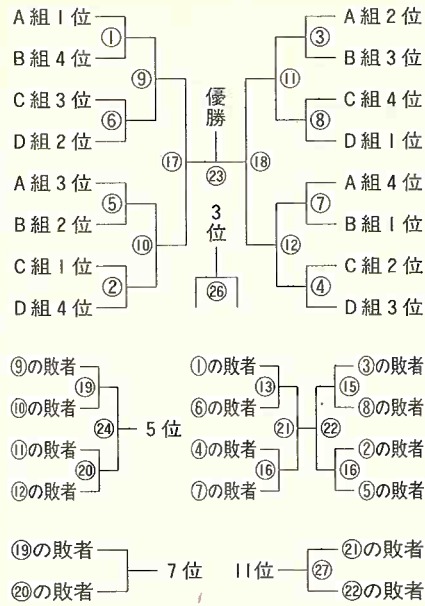 A組1位
①
B組4位
⑨
C組3位
⑥
D組2位
⑰
A組3位
⑤
B組2位
⑩
C組1位
②
D組4位
優勝
㉓
3位
㉖
A組2位
③
B組3位
⑪
C組4位
⑧
D組1位
⑱
A組4位
⑦
B組1位
⑫
C組2位
④
D組3位
⑨の敗者
⑲
⑩の敗者
㉔ 5位
⑪の敗者
⑳
⑫の敗者
①の敗者
⑬
⑥の敗者
㉑
④の敗者
⑯
⑦の敗者
③の敗者
⑮
⑧の敗者
㉒
②の敗者
⑯
⑤の敗者
⑲の敗者
7位
⑳の敗者
㉑の敗者
11位 ㉗
㉒の敗者